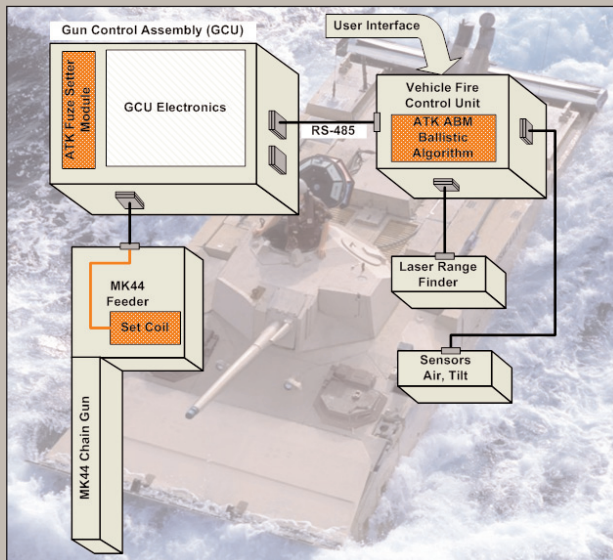 Gun Control Assembly (GCU)
User Interface
ATK Fuze Setter
Module
GCU Electronics
Vehicle Fire
Control Unit
ATK ABM
Ballistic
Algorithm
RS-485
MK44
Feeder
Set Coil
Laser Range
Finder
Sensors
Air, Tilt
MK44 Chain Gun